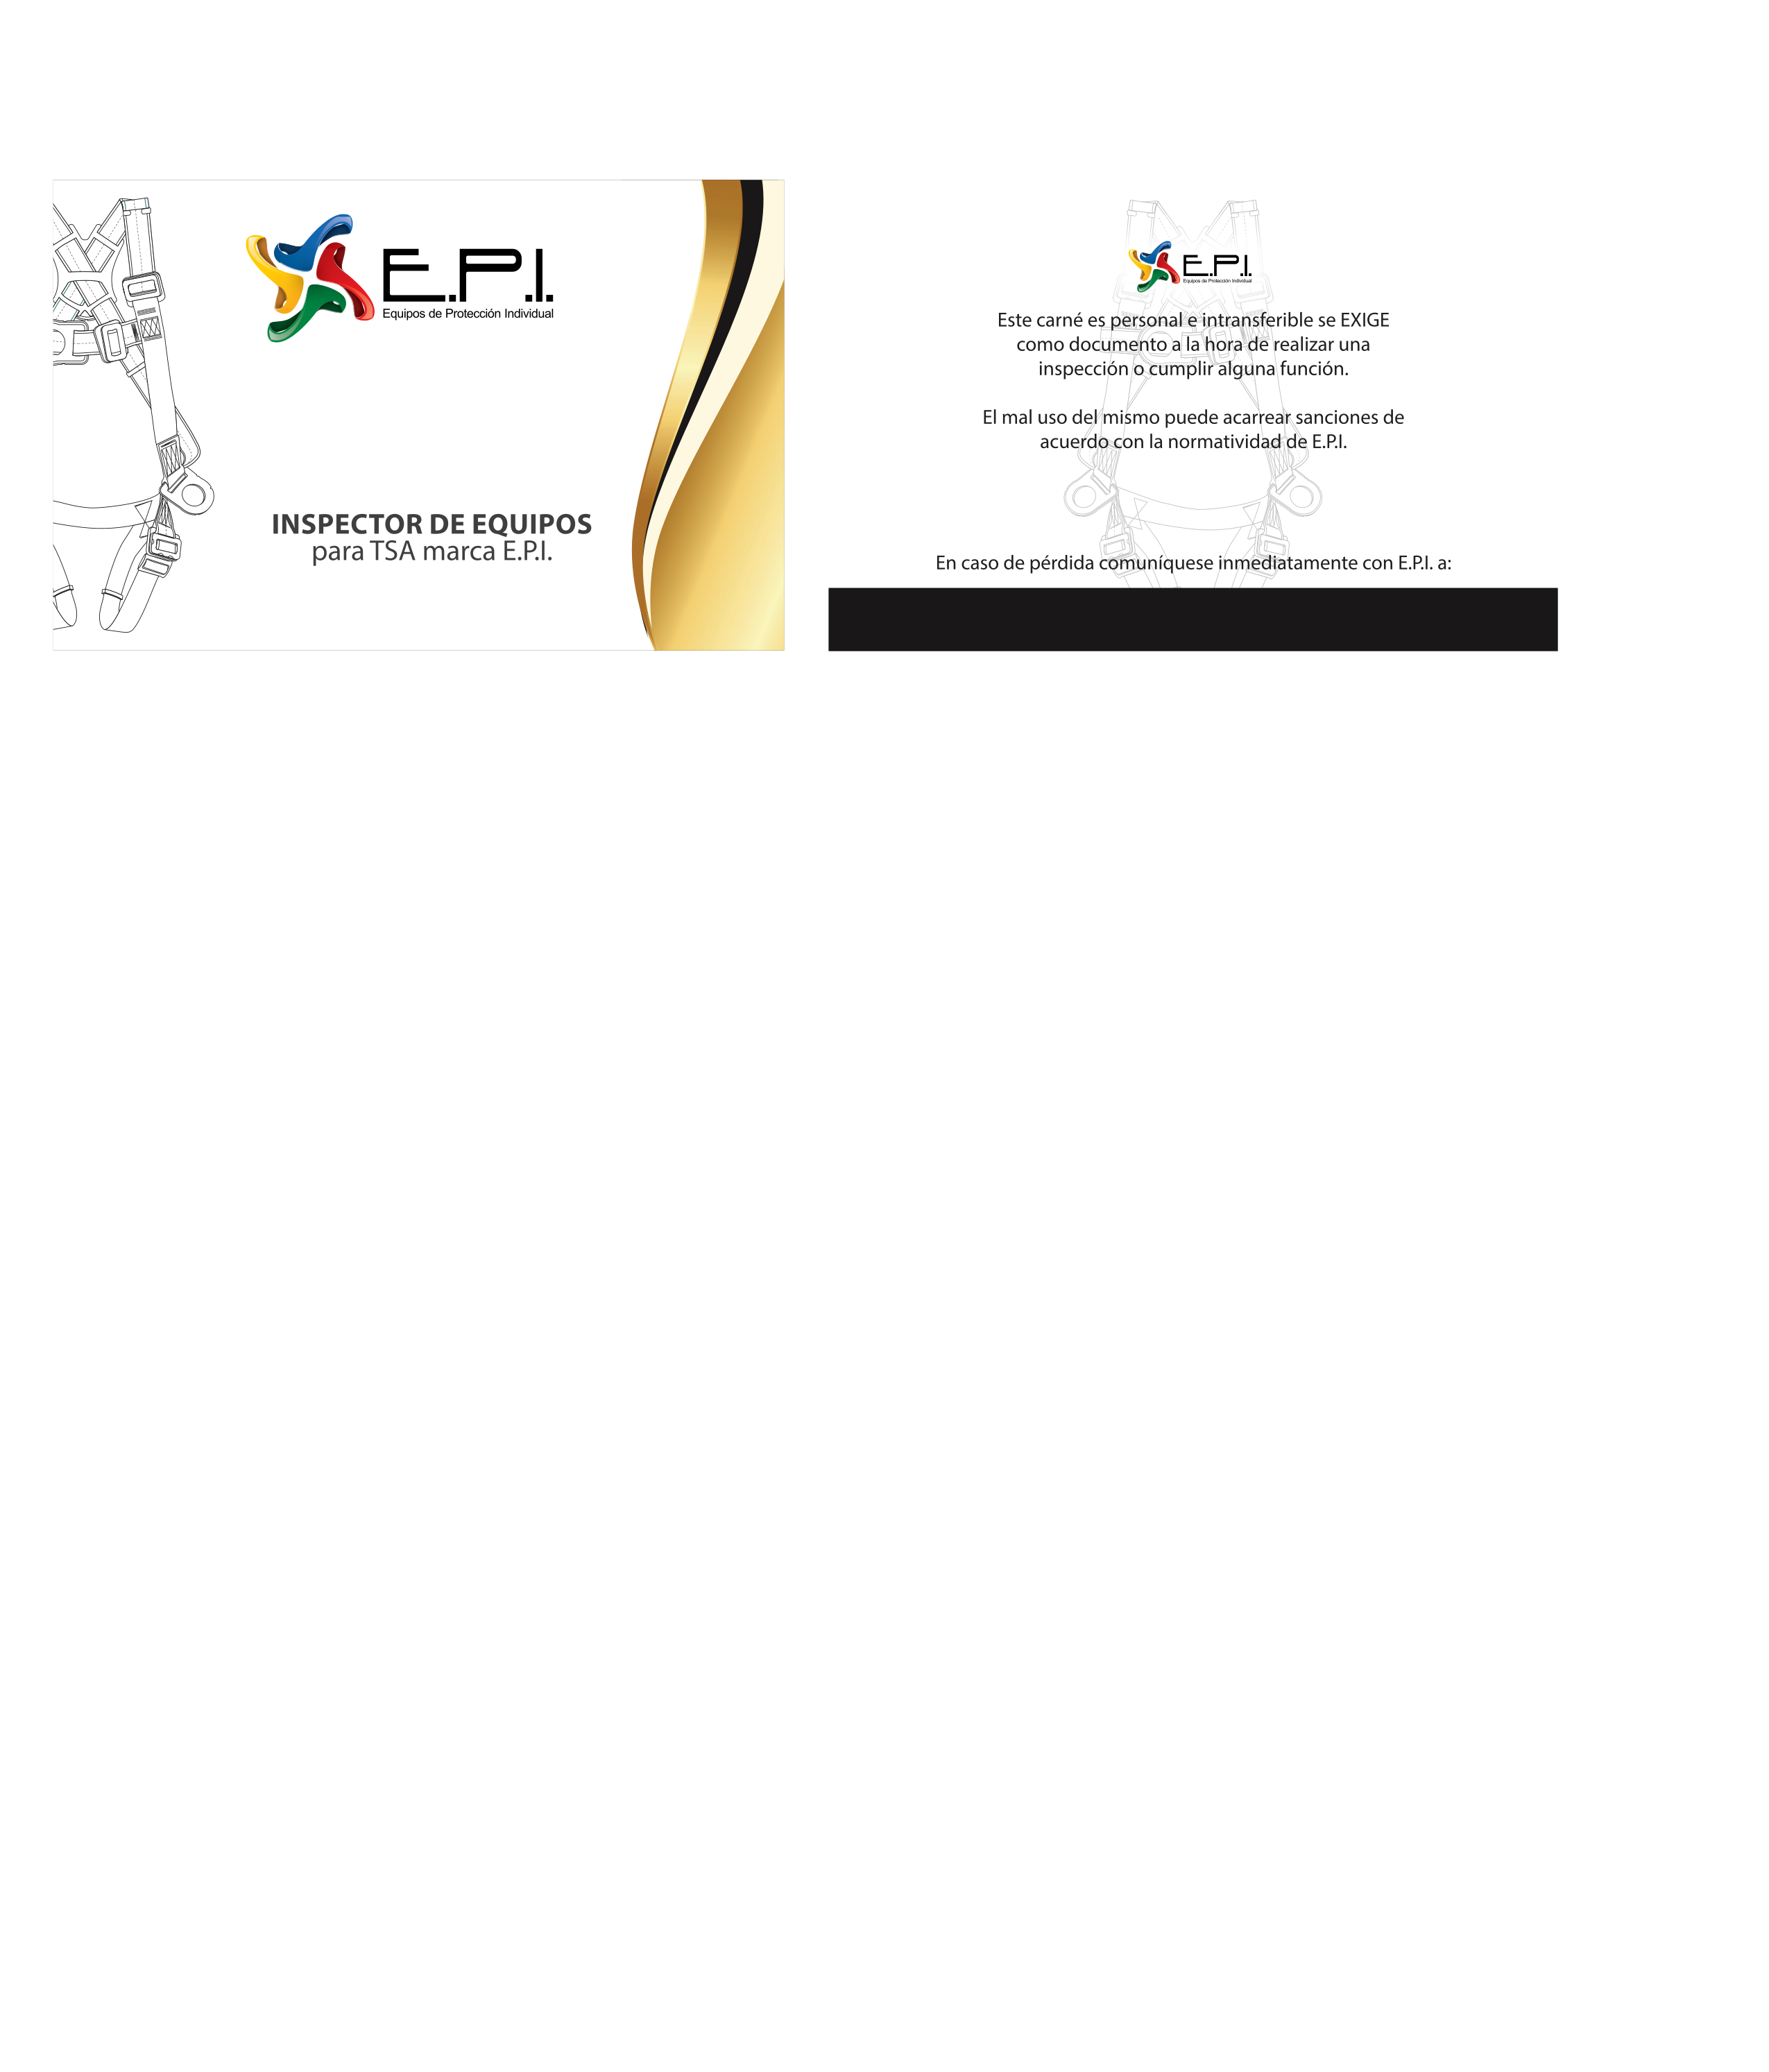 E.P.I.
Equipos de Protección Individual
INSPECTOR DE EQUIPOS
para TSA marca E.P.I.
E.P.I.
Equipos de Protección Individual
Este carné es personal e intransferible se EXIGE
como documento a la hora de realizar una
inspección o cumplir alguna función.
El mal uso del mismo puede acarrear sanciones de
acuerdo con la normatividad de E.P.I.
En caso de pérdida comuníquese inmediatamente con E.P.I. a: